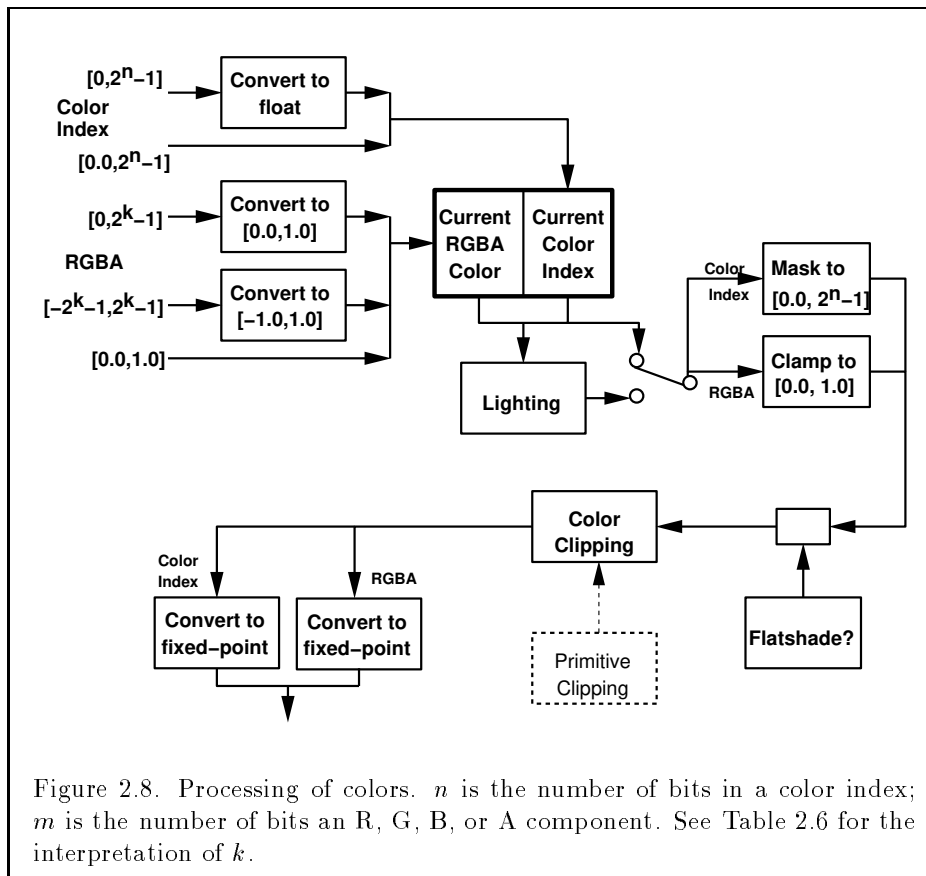 [0,2n−1]
Convert to
float
Color
Index
[0.0,2n−1]
[0,2k−1]
Convert to
[0.0,1.0]
RGBA
[−2k−1,2k−1]
Convert to
[−1.0,1.0]
[0.0,1.0]
Current
RGBA
Color
Current
Color
Index
Lighting
Color
Index
Mask to
[0.0, 2n−1]
RGBA
Clamp to
[0.0, 1.0]
Color
Clipping
Flatshade?
Primitive
Clipping
Color
Index
RGBA
Convert to
fixed−point
Convert to
fixed−point
Figure 2.8. Processing of colors. n is the number of bits in a color index;
m is the number of bits an R, G, B, or A component. See Table 2.6 for the
interpretation of k.